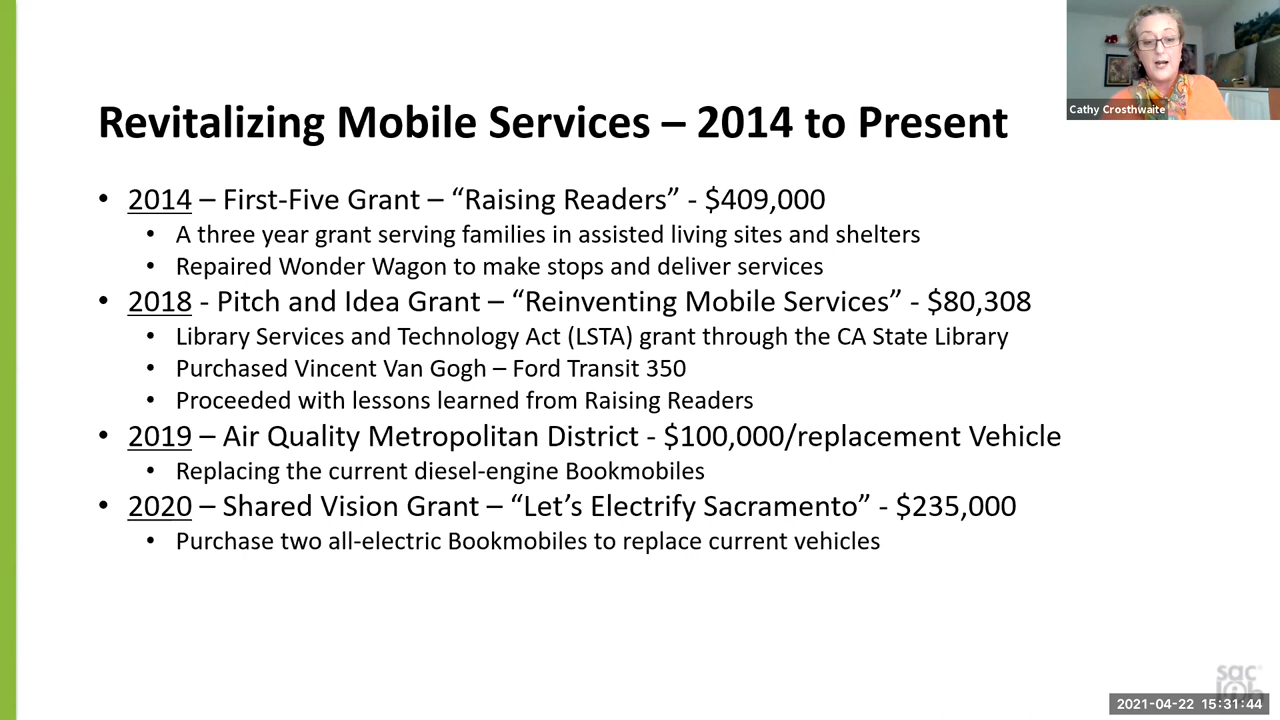 Cathy Crosthwaite
Revitalizing Mobile Services – 2014 to Present
• 2014 – First-Five Grant – “Raising Readers” - $409,000
• A three year grant serving families in assisted living sites and shelters
• Repaired Wonder Wagon to make stops and deliver services
• 2018 - Pitch and Idea Grant – “Reinventing Mobile Services” - $80,308
• Library Services and Technology Act (LSTA) grant through the CA State Library
• Purchased Vincent Van Gogh – Ford Transit 350
• Proceeded with lessons learned from Raising Readers
• 2019 – Air Quality Metropolitan District - $100,000/replacement Vehicle
• Replacing the current diesel-engine Bookmobiles
• 2020 – Shared Vision Grant – “Let’s Electrify Sacramento” - $235,000
• Purchase two all-electric Bookmobiles to replace current vehicles
sac
2021-04-22 15:31:44